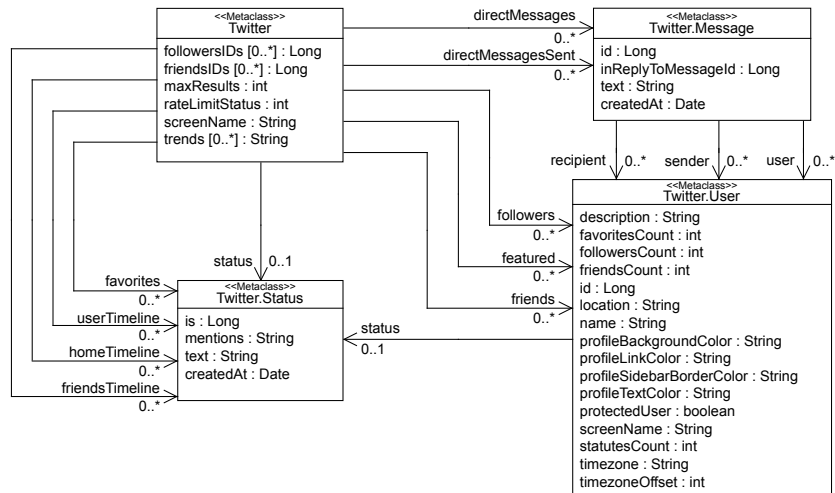 <<Metaclass>>
Twitter
followersIDs [0..*] : Long
friendsIDs [0..*] : Long
maxResults : int
rateLimitStatus : int
screenName : String
trends [0..*] : String
directMessages
0..*
directMessagesSent
0..*
<<Metaclass>>
Twitter.Message
id : Long
inReplyToMessageId : Long
text : String
createdAt : Date
recipient
0..*
sender
0..*
user
0..*
followers
0..*
featured
0..*
friends
0..*
<<Metaclass>>
Twitter.User
description : String
favoritesCount : int
followersCount : int
friendsCount : int
id : Long
location : String
name : String
profileBackgroundColor : String
profileLinkColor : String
profileSidebarBorderColor : String
profileTextColor : String
protectedUser : boolean
screenName : String
statutesCount : int
timezone : String
timezoneOffset : int
status
0..1
favorites
0..*
userTimeline
0..*
homeTimeline
0..*
friendsTimeline
0..*
<<Metaclass>>
Twitter.Status
is : Long
mentions : String
text : String
createdAt : Date
status
0..1